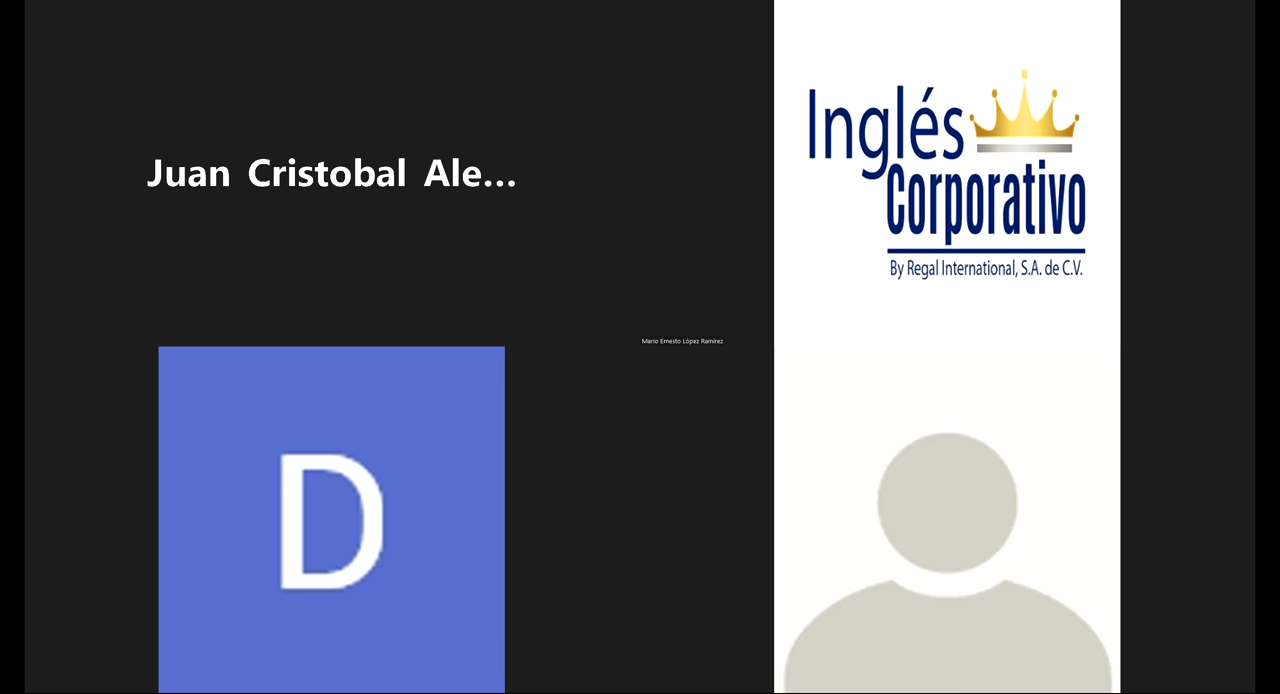 Juan Cristobal Ale...
Inglés
Corporativo
By Regal International, S.A. de C.V.
Mario Ernesto López Ramírez
D